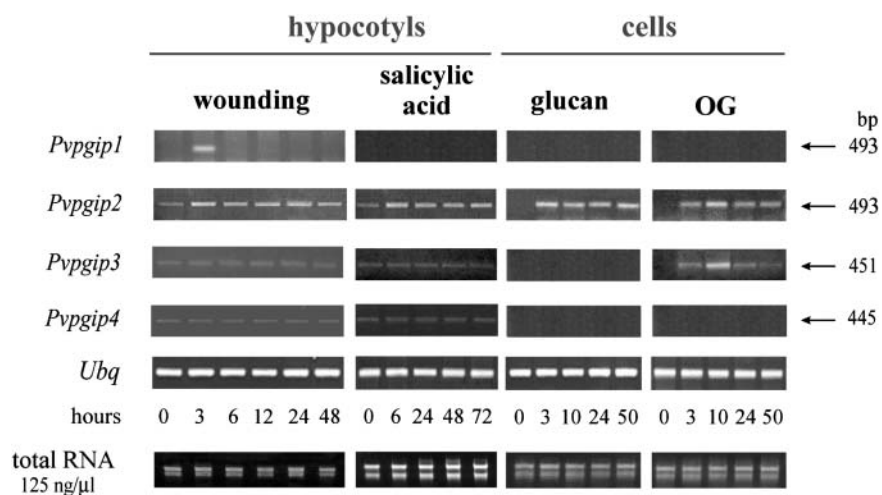 hypocotyls cells
wounding salicylic acid glucan OG
bp
Pvpgip1 493
Pvpgip2 493
Pvpgip3 451
Pvpgip4 445
Ubq
hours 0 3 6 12 24 48 0 6 24 48 72 0 3 10 24 50 0 3 10 24 50
total RNA
125 ng/µl